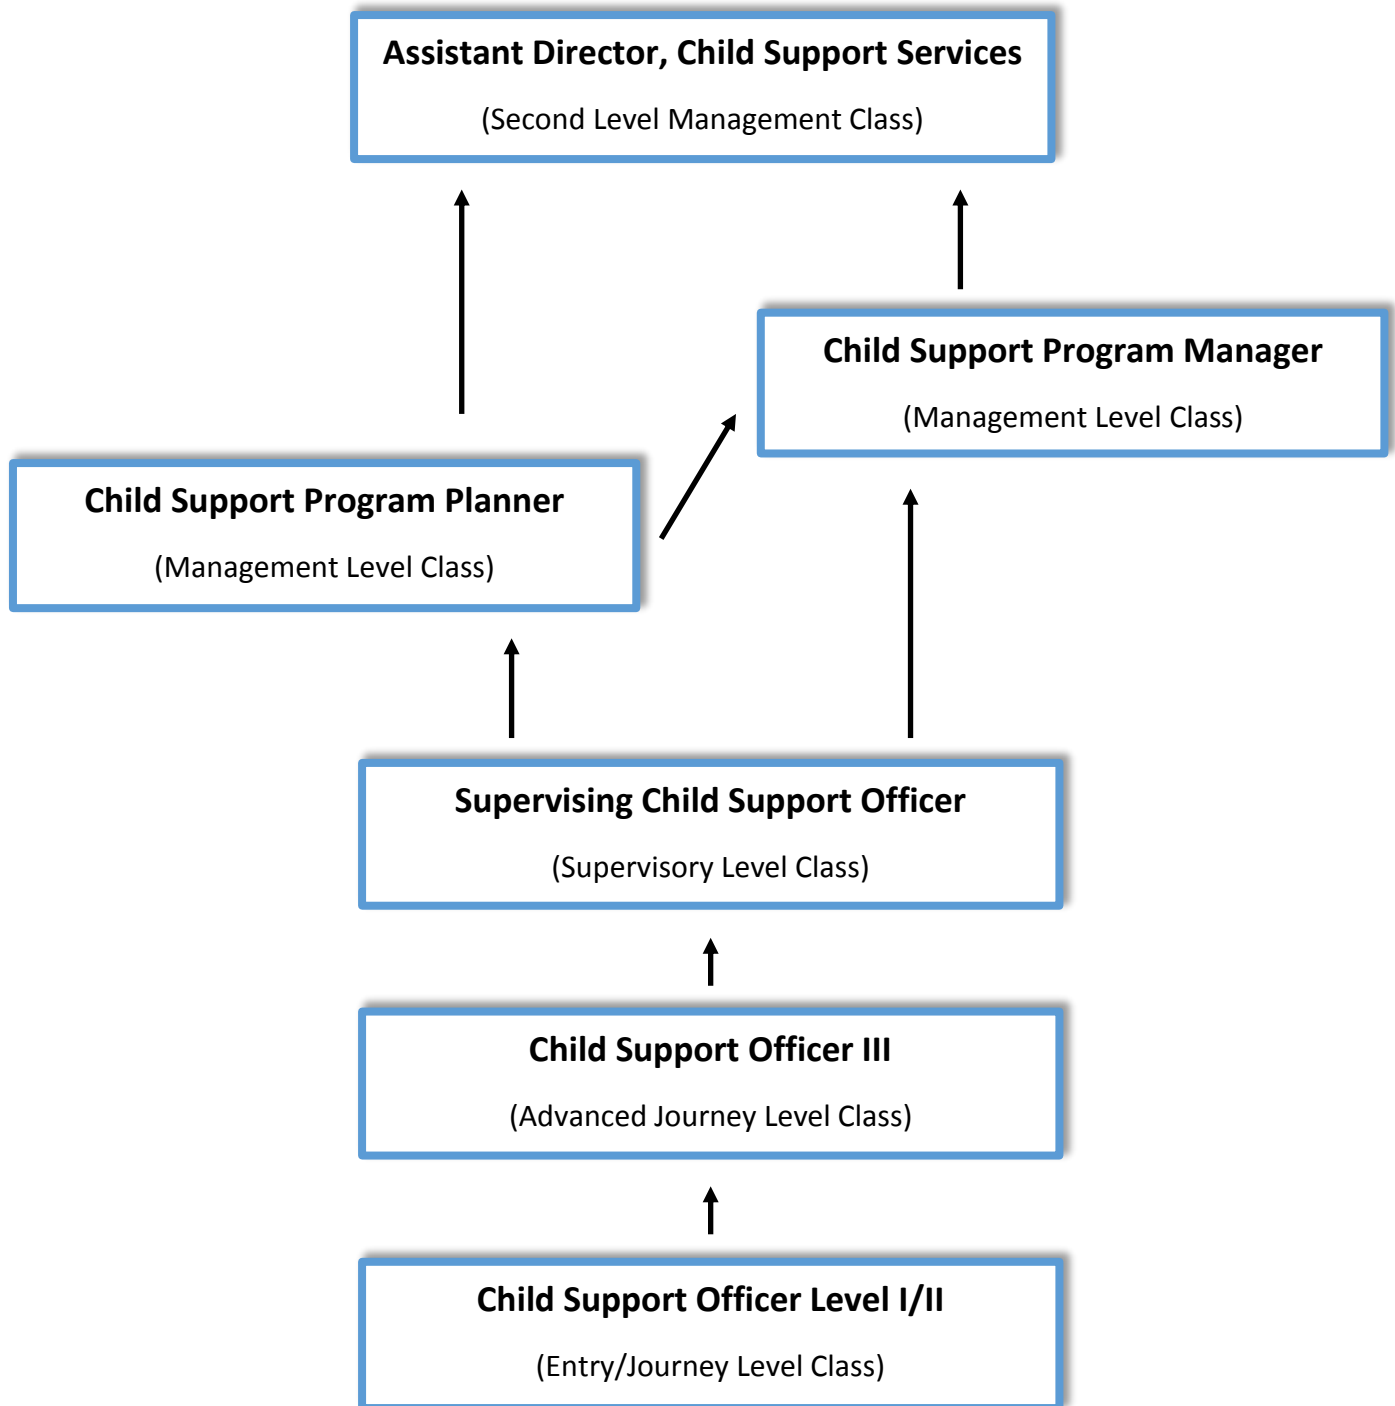 Assistant Director, Child Support Services
(Second Level Management Class)
Child Support Program Manager
(Management Level Class)
Child Support Program Planner
(Management Level Class)
Supervising Child Support Officer
(Supervisory Level Class)
Child Support Officer III
(Advanced Journey Level Class)
Child Support Officer Level I/II
(Entry/Journey Level Class)